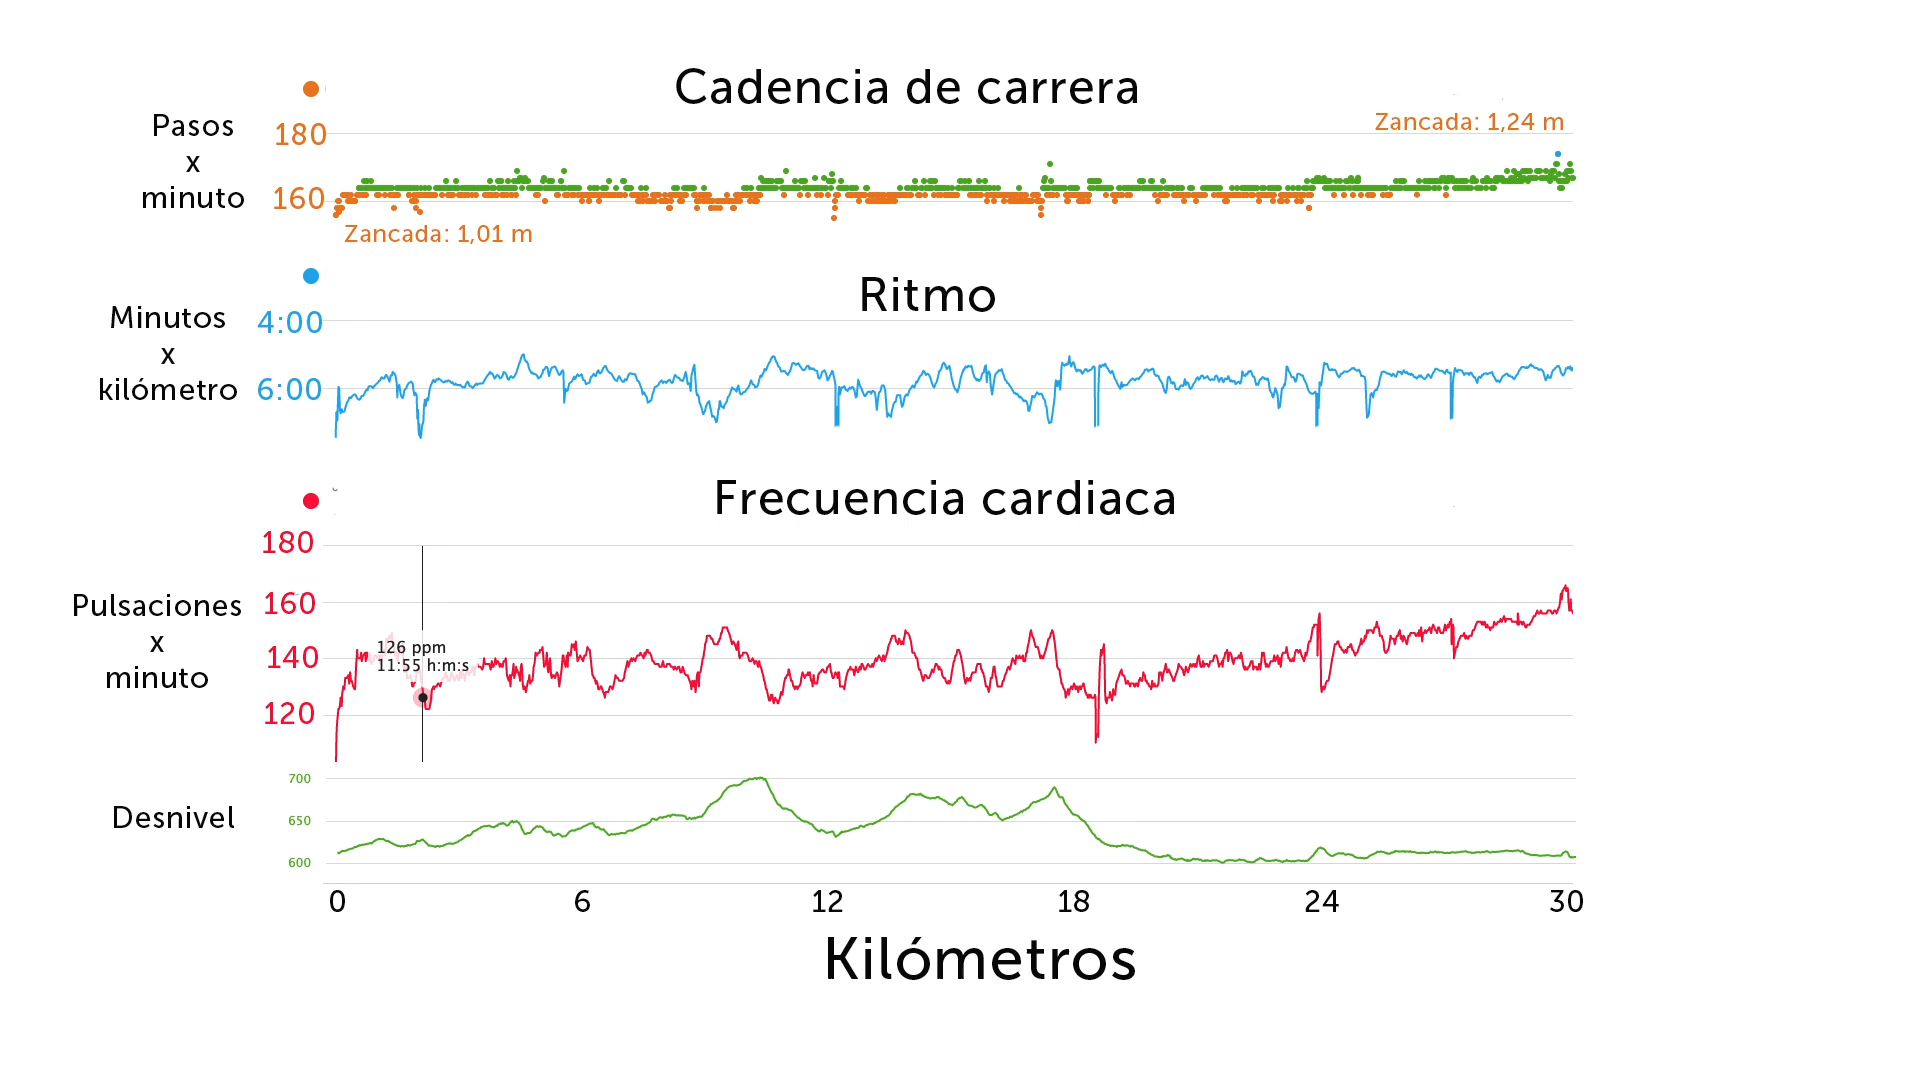 Cadencia de carrera
Zancada: 1,24 m
Pasos
x
minuto
180
160
Zancada: 1,01 m
Ritmo
Minutos
x
kilómetro
4:00
6:00
Frecuencia cardiaca
Pulsaciones
x
minuto
180
160
140
120
126 ppm
11:55 h:m:s
Desnivel
700
650
600
0 6 12 18 24 30
Kilómetros